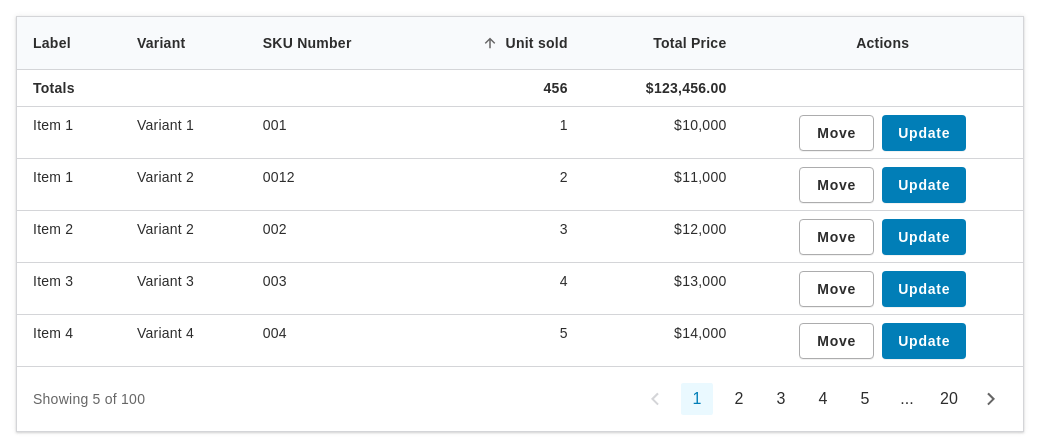 Label Variant SKU Number Unit sold Total Price Actions
Totals 456 $123,456.00
Item 1 Variant 1 001 1 $10,000 Move Update
Item 1 Variant 2 0012 2 $11,000 Move Update
Item 2 Variant 2 002 3 $12,000 Move Update
Item 3 Variant 3 003 4 $13,000 Move Update
Item 4 Variant 4 004 5 $14,000 Move Update
Showing 5 of 100 1 2 3 4 5 ... 20